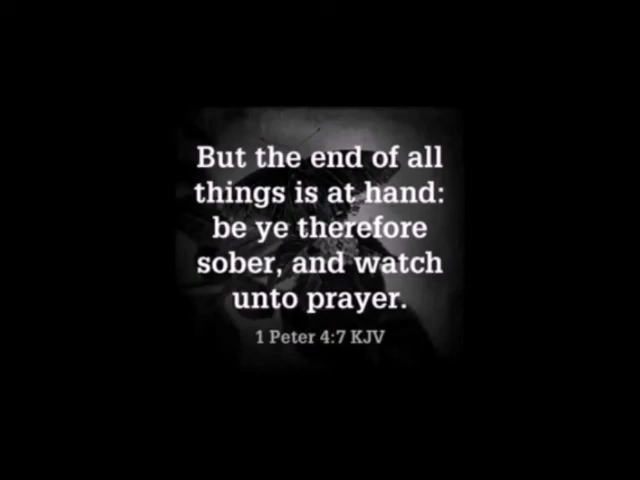 But the end of all
things is at hand:
be ye therefore
sober, and watch
unto prayer.
1 Peter 4:7 KJV